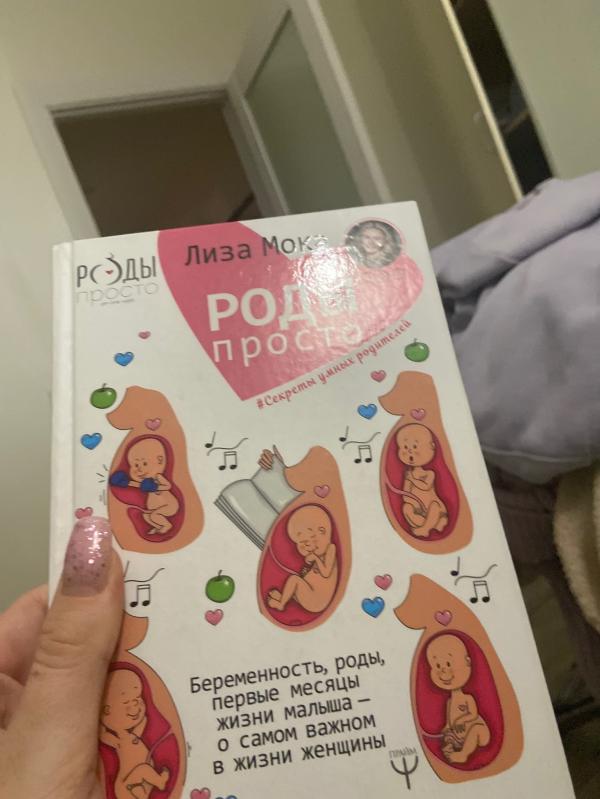 РОДЫ
просто
Лиза Мока
РОДЫ
просто
#Секреты умных родителей
Беременность, роды,
первые месяцы
жизни малыша –
о самом важном
в жизни женщины
ПРАЙМ